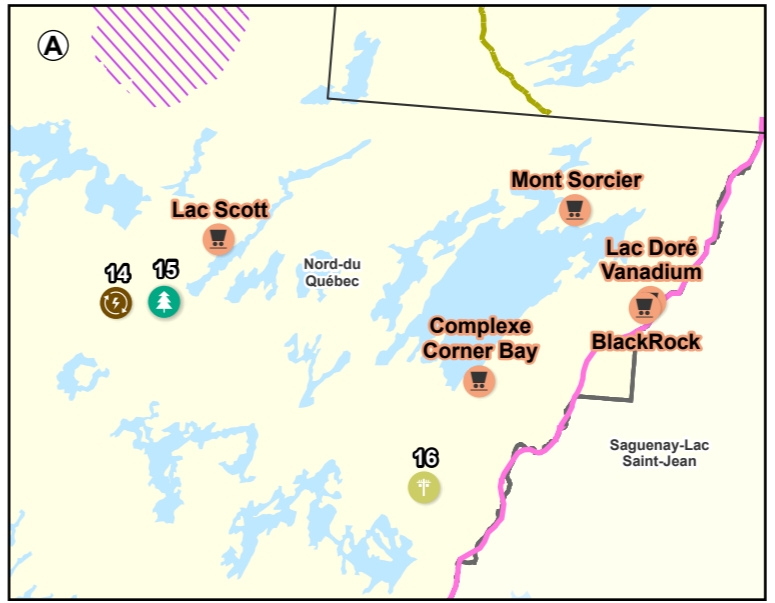 A
Mont Sorcier
Lac Scott
Lac Doré
Vanadium
14
15
Nord-du
Québec
Complexe
Corner Bay
BlackRock
Saguenay-Lac
Saint-Jean
16